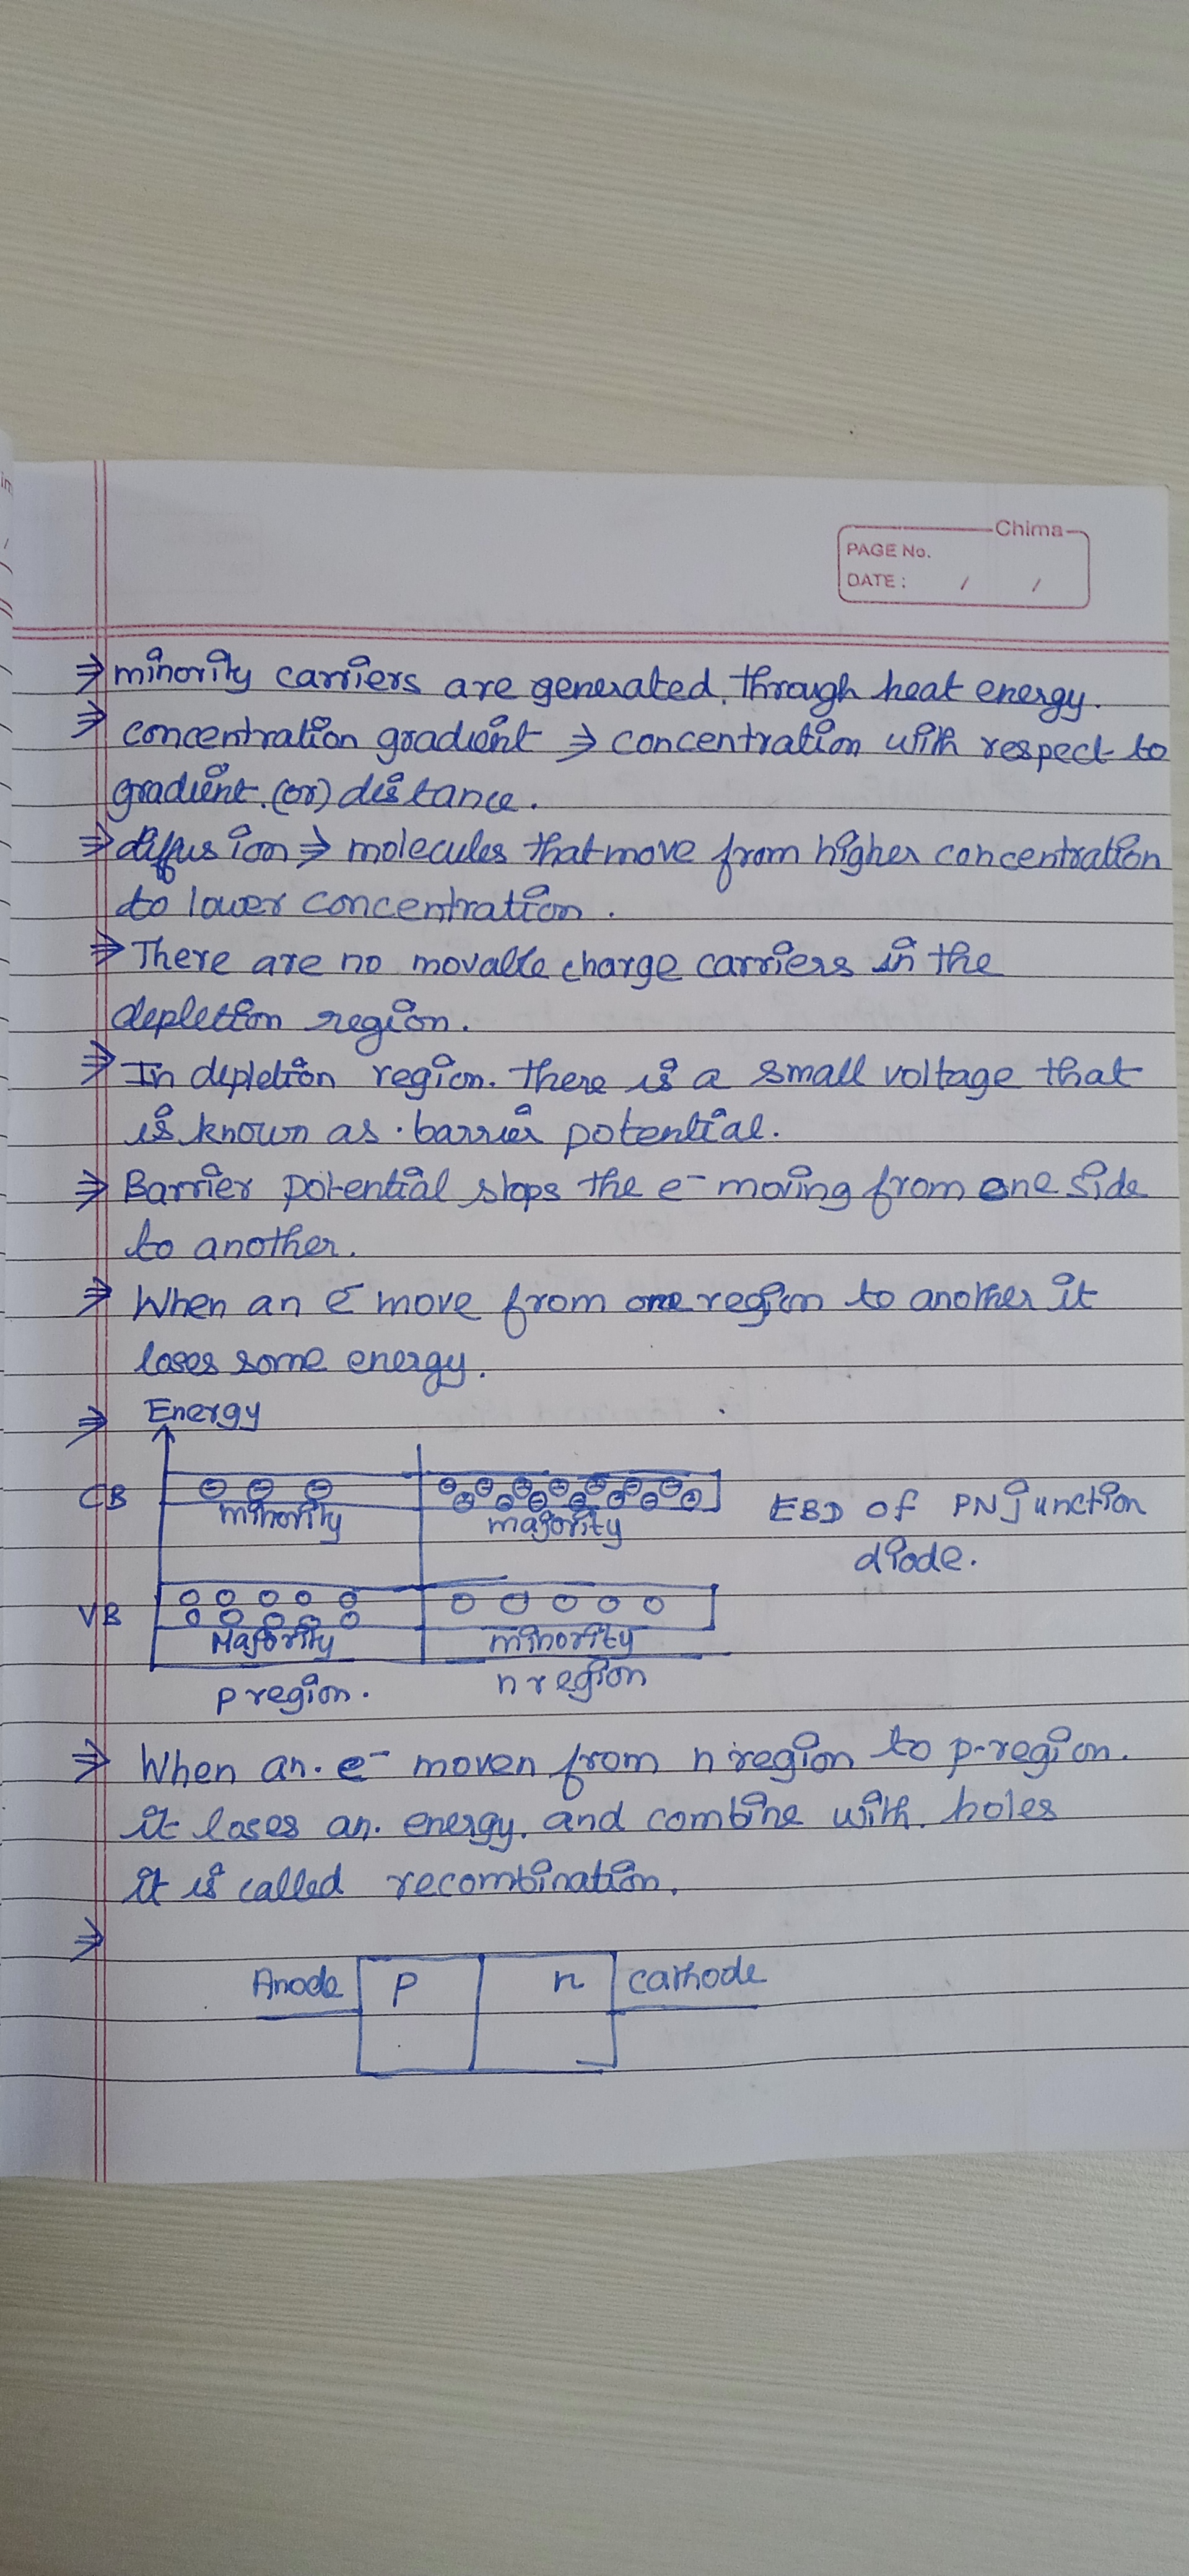 Chima
PAGE No.
DATE : / /
⇒ minority carriers are generated through heat energy.
⇒ concentration gradient ⇒ concentration with respect to
gradient (or) distance.
⇒ diffusion ⇒ molecules that move from higher concentration
to lower concentration.
⇒ There are no movable charge carriers in the
depletion region.
⇒ In depletion region. there is a small voltage that
is known as . barrier potential.
⇒ Barrier potential stops the e⁻ moving from one side
to another.
⇒ When an e⁻ move from one region to another it
loses some energy.
⇒ Energy
CB minority majority EBD of PN junction
diode.
VB Majority minority
p region. n region
⇒ When an. e⁻ moven from n region to p-region.
it loses an. energy. and combine with. holes
it is called recombination.
⇒
Anode P n cathode